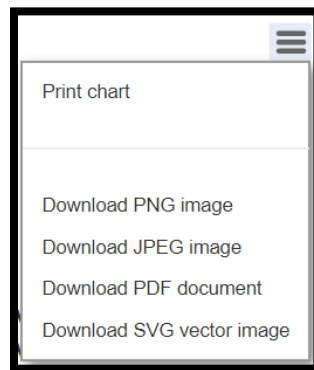 Print chart
Download PNG image
Download JPEG image
Download PDF document
Download SVG vector image